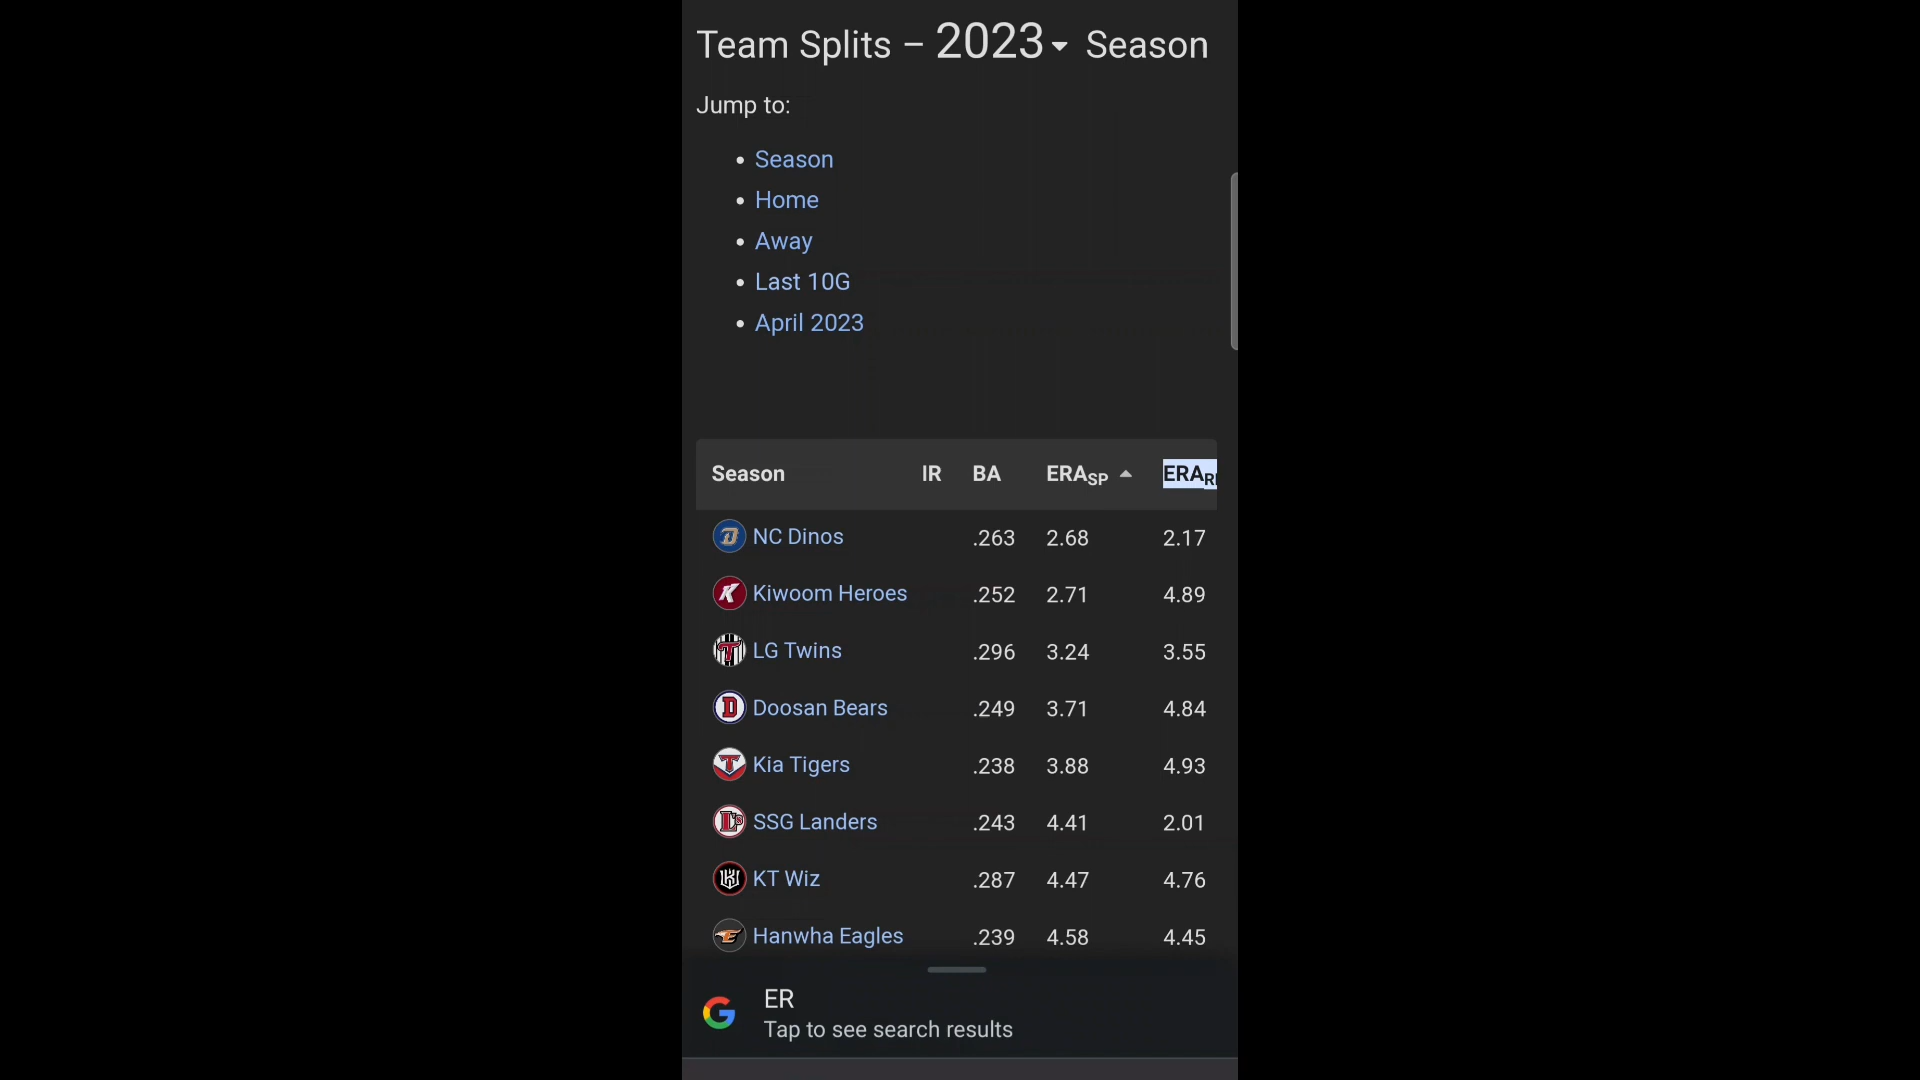 Team Splits – 2023 Season
Jump to:
• Season
• Home
• Away
• Last 10G
• April 2023
Season IR BA ERASP ERAR
NC Dinos .263 2.68 2.17
Kiwoom Heroes .252 2.71 4.89
LG Twins .296 3.24 3.55
Doosan Bears .249 3.71 4.84
Kia Tigers .238 3.88 4.93
SSG Landers .243 4.41 2.01
KT Wiz .287 4.47 4.76
Hanwha Eagles .239 4.58 4.45
ER
Tap to see search results